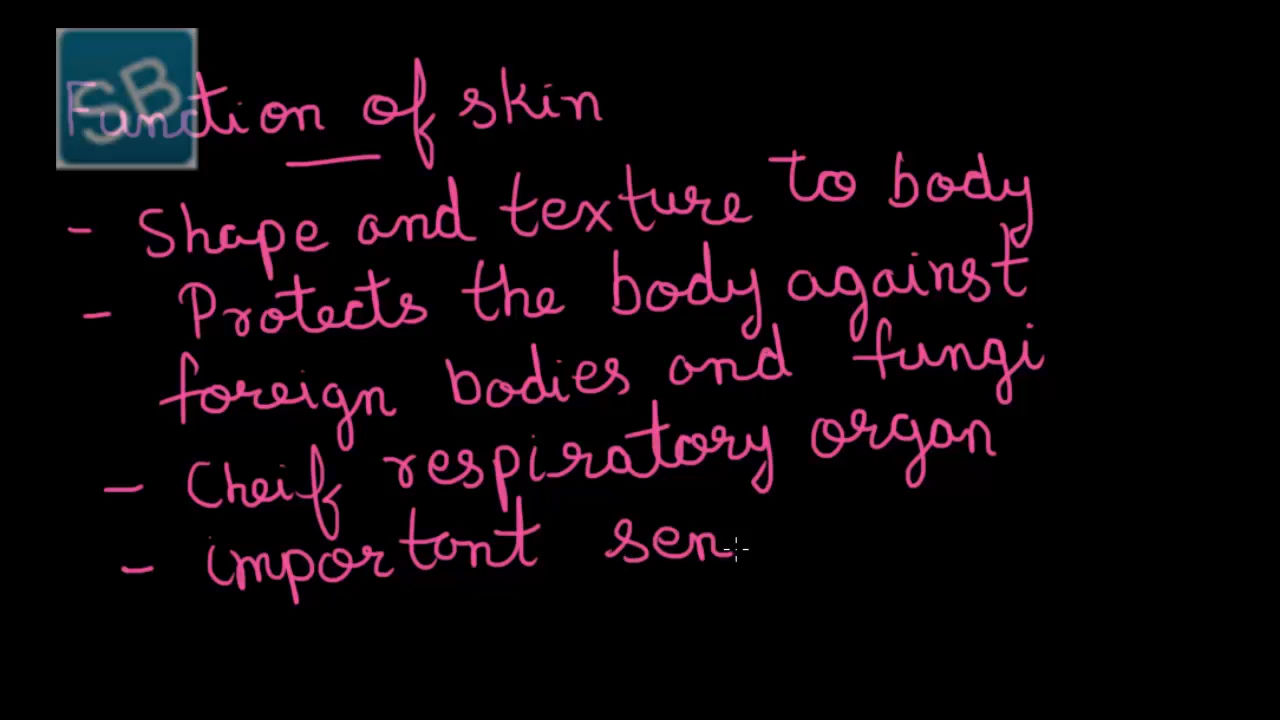 SB
Function of skin
- Shape and texture to body
- Protects the body against
foreign bodies and fungi
- Cheif respiratory organ
- important sen